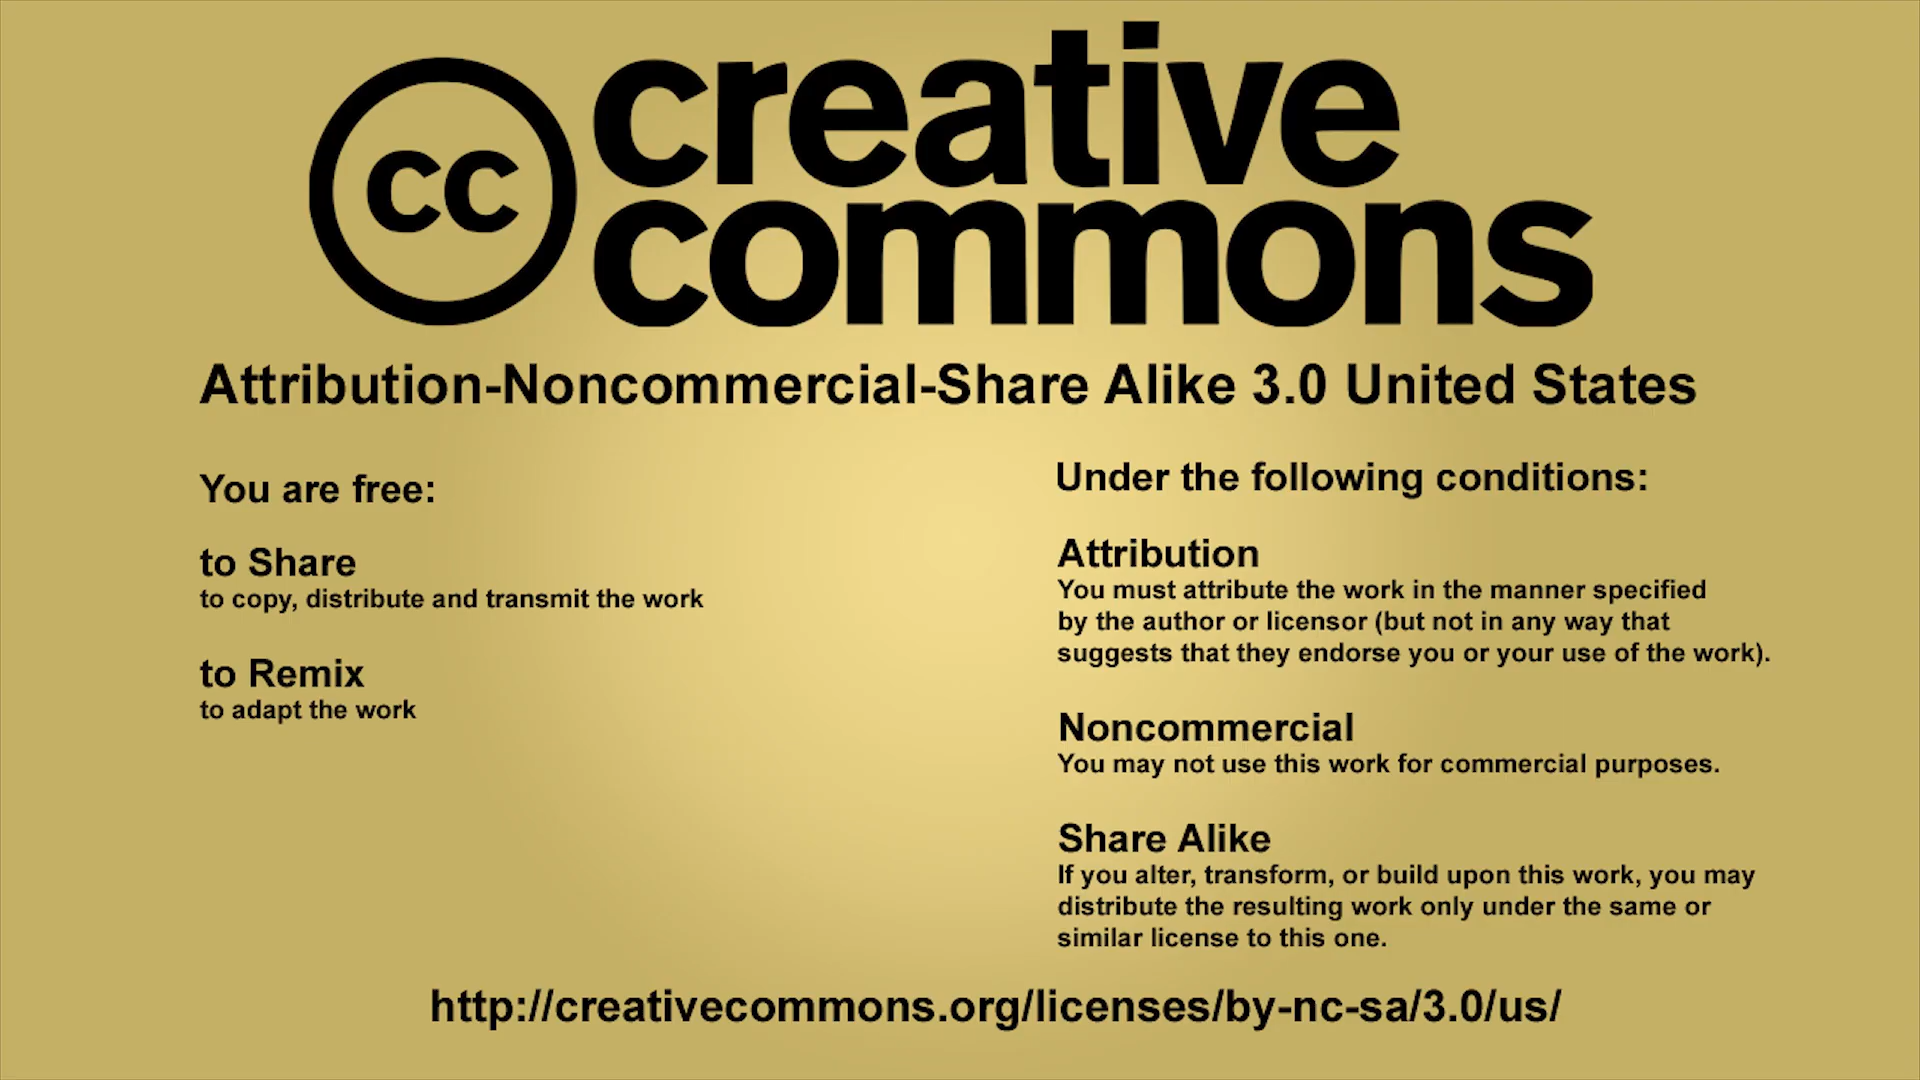 cc creative
commons
Attribution-Noncommercial-Share Alike 3.0 United States
You are free:
to Share
to copy, distribute and transmit the work
to Remix
to adapt the work
Under the following conditions:
Attribution
You must attribute the work in the manner specified
by the author or licensor (but not in any way that
suggests that they endorse you or your use of the work).
Noncommercial
You may not use this work for commercial purposes.
Share Alike
If you alter, transform, or build upon this work, you may
distribute the resulting work only under the same or
similar license to this one.
http://creativecommons.org/licenses/by-nc-sa/3.0/us/